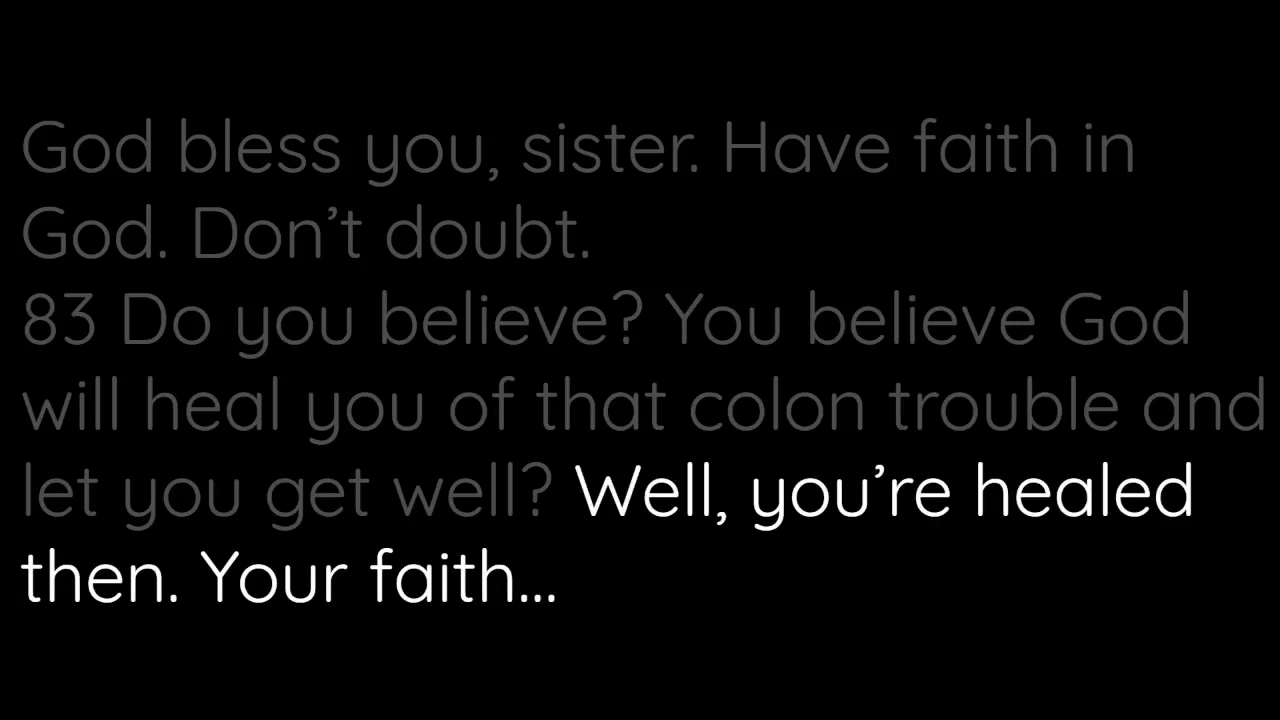 God bless you, sister. Have faith in
God. Don’t doubt.
83 Do you believe? You believe God
will heal you of that colon trouble and
let you get well? Well, you’re healed
then. Your faith...